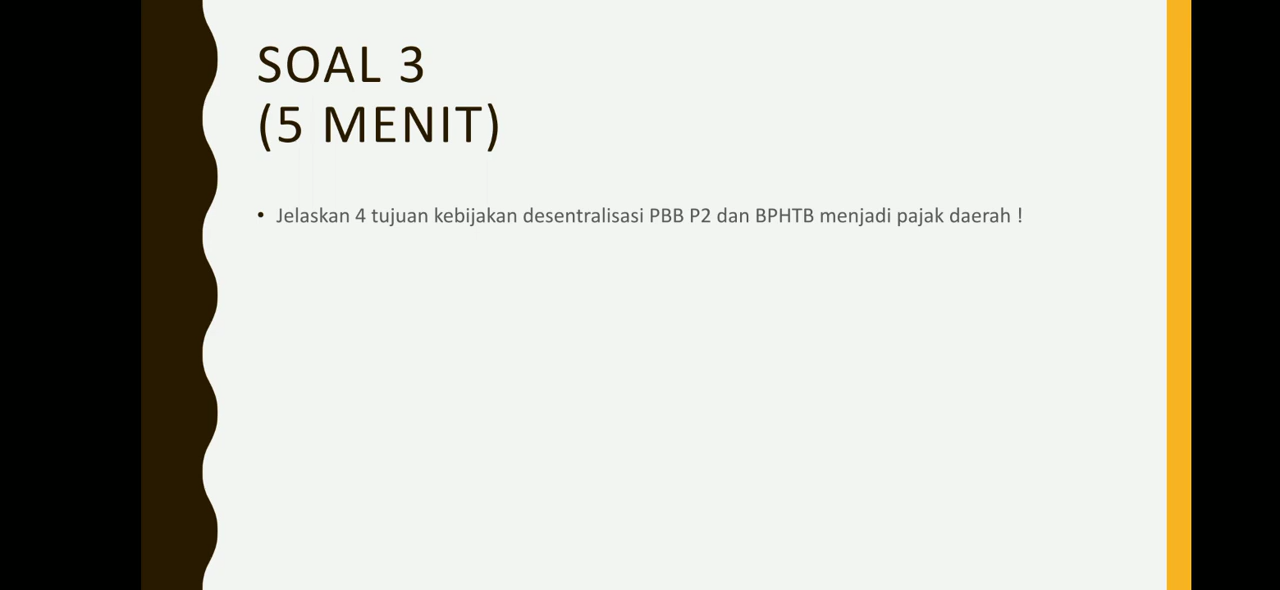 SOAL 3
(5 MENIT)
• Jelaskan 4 tujuan kebijakan desentralisasi PBB P2 dan BPHTB menjadi pajak daerah !